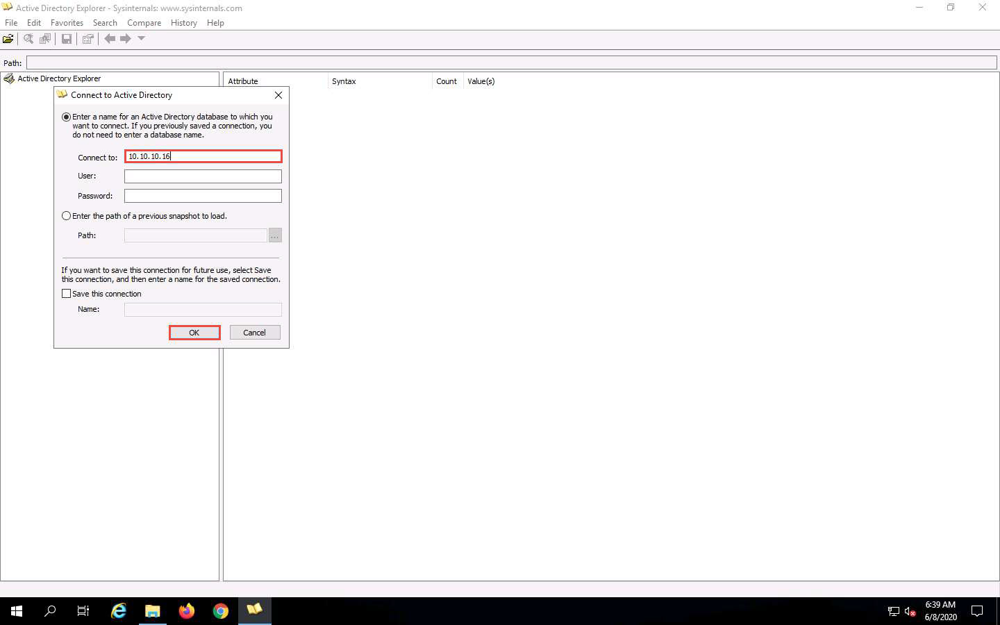 Active Directory Explorer - Sysinternals: www.sysinternals.com
File Edit Favorites Search Compare History Help
Path:
Active Directory Explorer
Attribute Syntax Count Value(s)
Connect to Active Directory
Enter a name for an Active Directory database to which you
want to connect. If you previously saved a connection, you
do not need to enter a database name.
Connect to: 10.10.10.16
User:
Password:
Enter the path of a previous snapshot to load.
Path: ...
If you want to save this connection for future use, select Save
this connection, and then enter a name for the saved connection.
Save this connection
Name:
OK Cancel
6:39 AM
6/8/2020